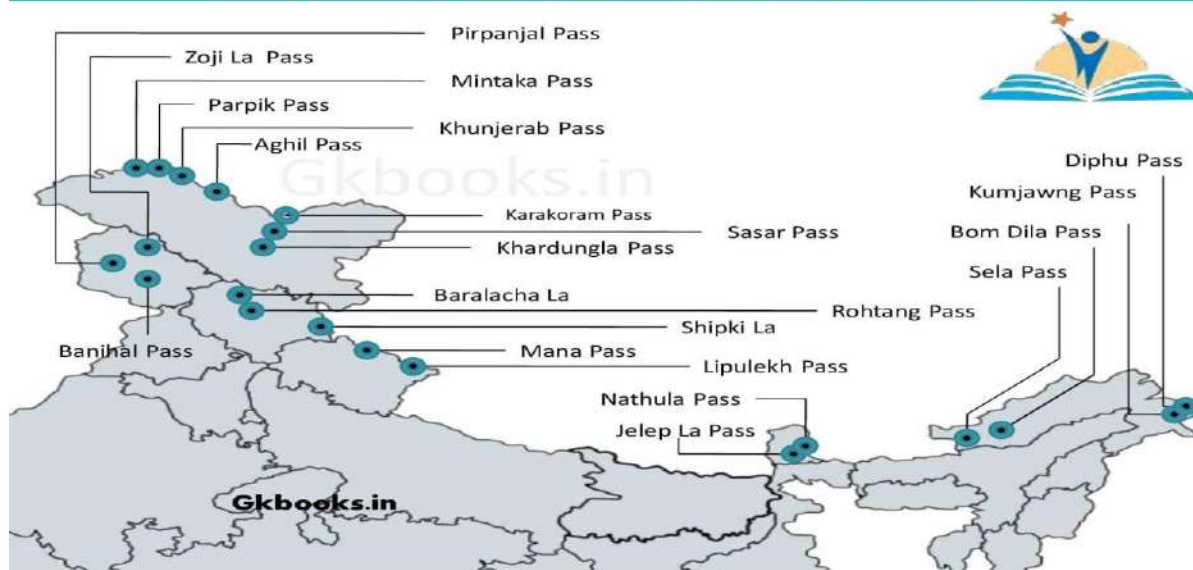 Pirpanjal Pass
Zoji La Pass
Mintaka Pass
Parpik Pass
Khunjerab Pass
Aghil Pass
Gkbooks.in
Diphu Pass
Kumjawng Pass
Karakoram Pass
Sasar Pass
Bom Dila Pass
Khardungla Pass
Sela Pass
Baralacha La
Rohtang Pass
Shipki La
Banihal Pass
Mana Pass
Lipulekh Pass
Nathula Pass
Jelep La Pass
Gkbooks.in